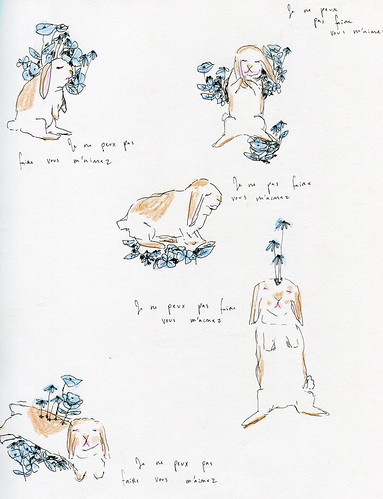 Je ne peux
pas faire
vous m'aimez
Je ne peux pas
faire vous m'aimez
Je ne pas faire
vous m'aimez
Je ne peux pas faire
vous m'aimez
Je ne peux pas
faire vous m'aimez